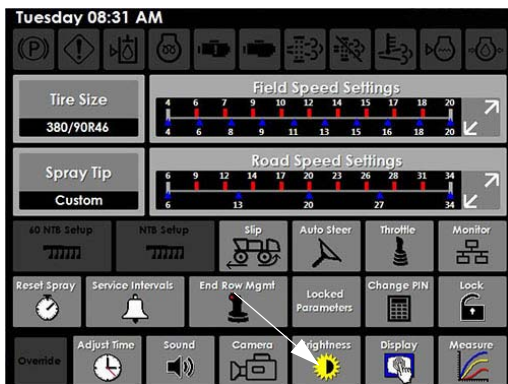 Tuesday 08:31 AM
(P)
Tire Size
380/90R46
Field Speed Settings
4 6 7 9 10 12 14 15 17 18 20
4 6 8 9 11 13 15 16 18 20
Spray Tip
Custom
Road Speed Settings
6 9 12 14 17 20 23 26 28 31 34
6 13 20 27 34
60 NTB Setup
NTB Setup
Slip
Auto Steer
Throttle
Monitor
Reset Spray
Service Intervals
End Row Mgmt
Locked
Parameters
Change PIN
Lock
Override
Adjust Time
Sound
Camera
Brightness
Display
Measure